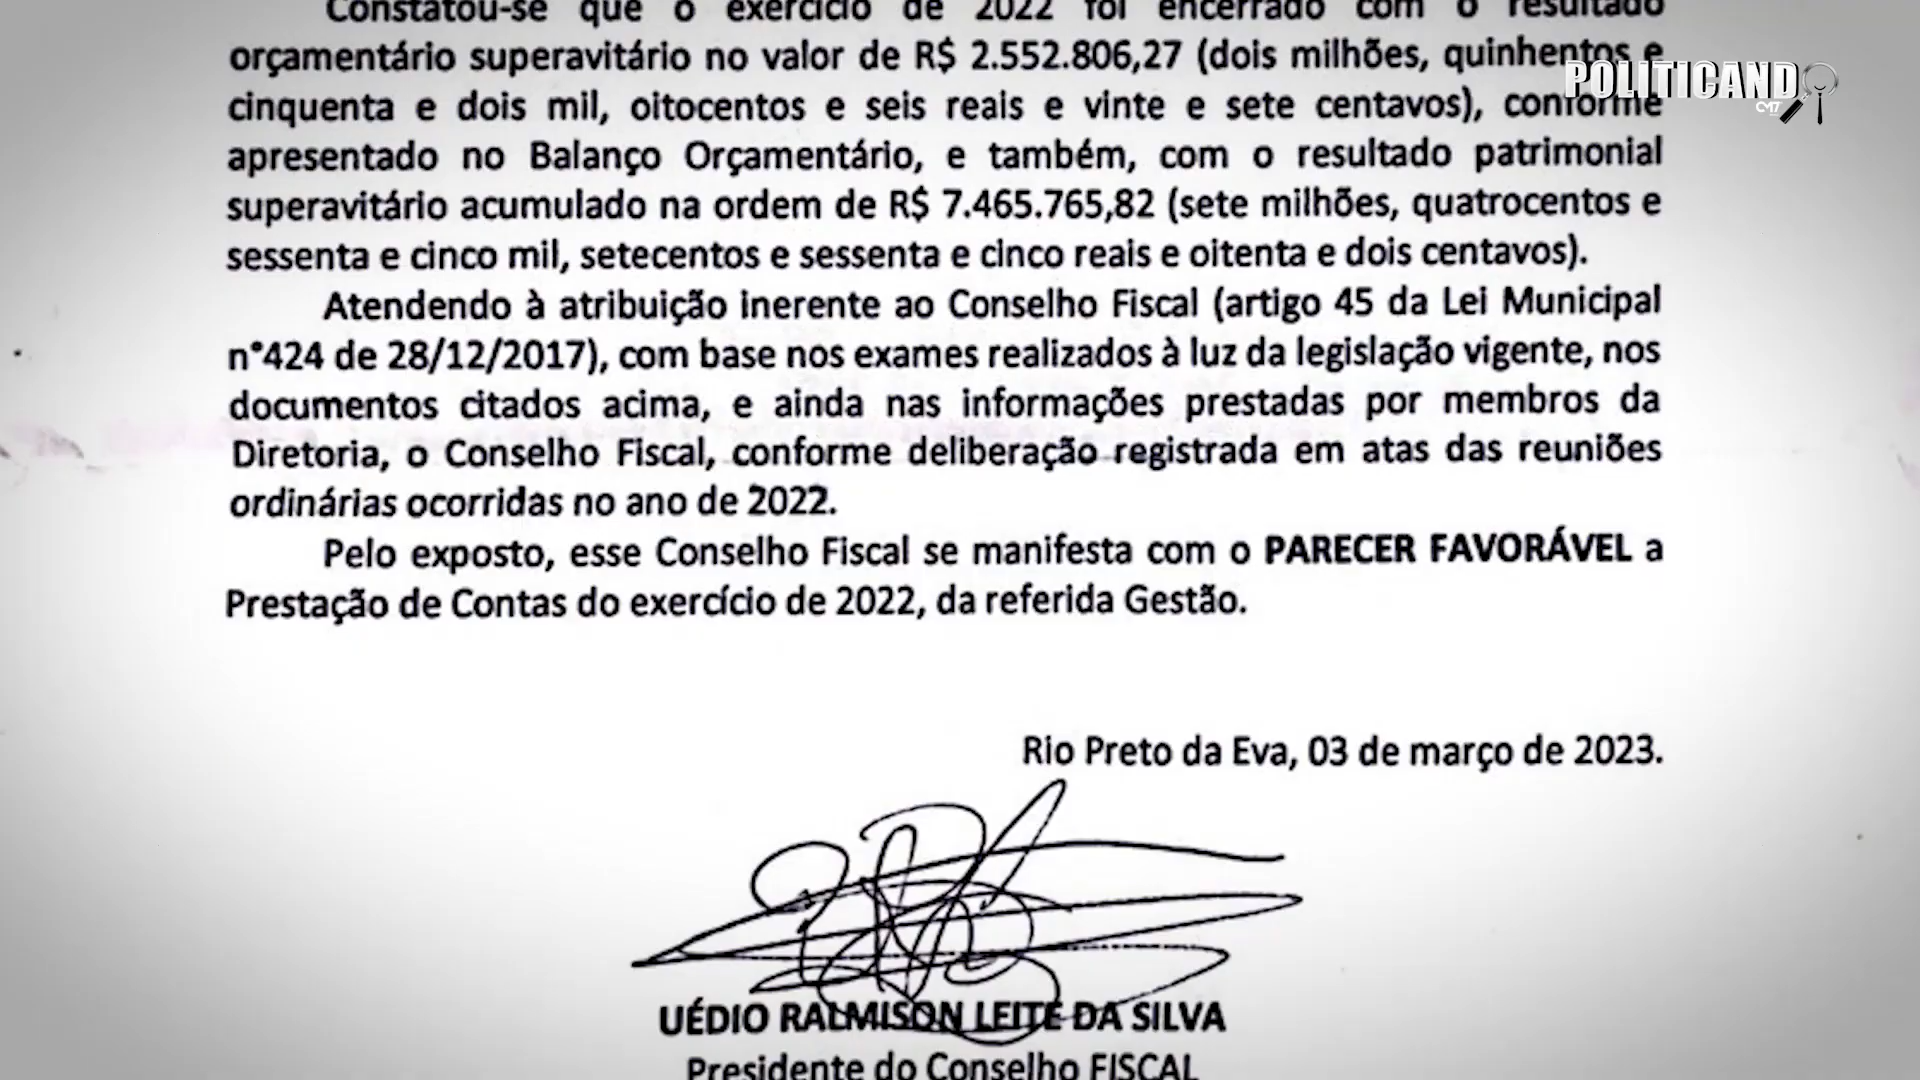 Constatou-se que o exercício de 2022 foi encerrado com o resultado
orçamentário superavitário no valor de R$ 2.552.806,27 (dois milhões, quinhentos e
POLITICANDO
cinquenta e dois mil, oitocentos e seis reais e vinte e sete centavos), conforme
CM7
apresentado no Balanço Orçamentário, e também, com o resultado patrimonial
superavitário acumulado na ordem de R$ 7.465.765,82 (sete milhões, quatrocentos e
sessenta e cinco mil, setecentos e sessenta e cinco reais e oitenta e dois centavos).
Atendendo à atribuição inerente ao Conselho Fiscal (artigo 45 da Lei Municipal
n°424 de 28/12/2017), com base nos exames realizados à luz da legislação vigente, nos
documentos citados acima, e ainda nas informações prestadas por membros da
Diretoria, o Conselho Fiscal, conforme deliberação registrada em atas das reuniões
ordinárias ocorridas no ano de 2022.
Pelo exposto, esse Conselho Fiscal se manifesta com o PARECER FAVORÁVEL a
Prestação de Contas do exercício de 2022, da referida Gestão.
Rio Preto da Eva, 03 de março de 2023.
UÉDIO RALMISON LEITE DA SILVA
Presidente do Conselho FISCAL